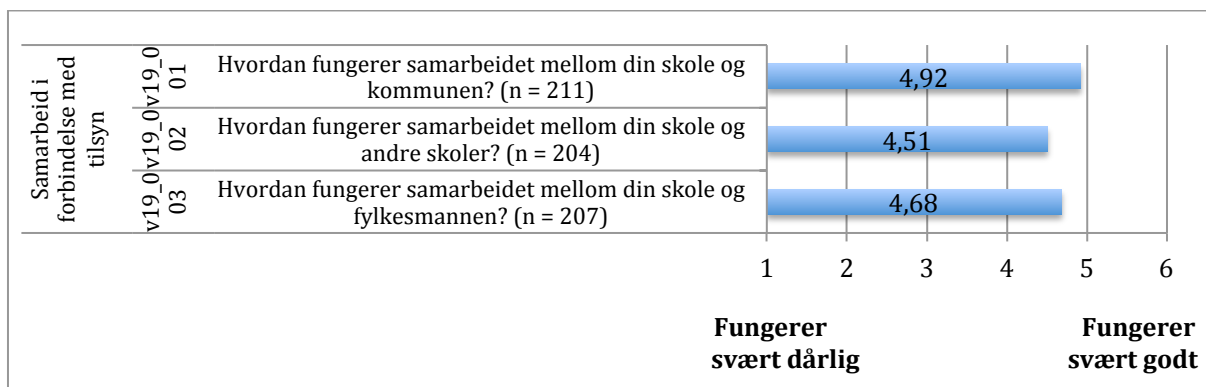 Samarbeid i
forbindelse med
tilsyn
v19_0
01
Hvordan fungerer samarbeidet mellom din skole og
kommunen? (n = 211)
4,92
v19_0
02
Hvordan fungerer samarbeidet mellom din skole og
andre skoler? (n = 204)
4,51
v19_0
03
Hvordan fungerer samarbeidet mellom din skole og
fylkesmannen? (n = 207)
4,68
1 2 3 4 5 6
Fungerer
svært dårlig
Fungerer
svært godt